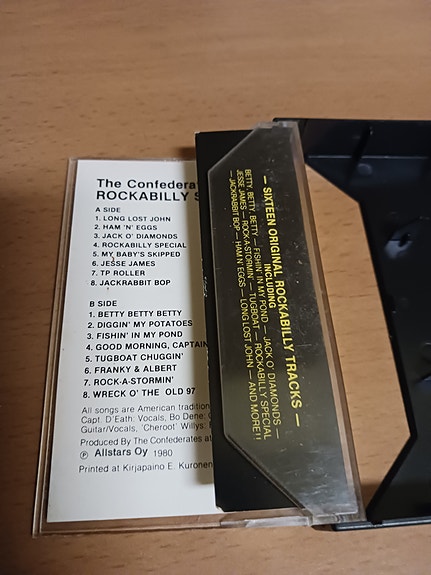 The Confederat
ROCKABILLY S
A SIDE
1. LONG LOST JOHN
2. HAM 'N' EGGS
3. JACK O' DIAMONDS
4. ROCKABILLY SPECIAL
5. MY BABY'S SKIPPED
6. JESSE JAMES
7. TP ROLLER
8. JACKRABBIT BOP
B SIDE
1. BETTY BETTY BETTY
2. DIGGIN' MY POTATOES
3. FISHIN' IN MY POND
4. GOOD MORNING, CAPTAIN
5. TUGBOAT CHUGGIN'
6. FRANKY & ALBERT
7. ROCK-A-STORMIN'
8. WRECK O' THE OLD 97
All songs are American tradition
Capt. D'Eath: Vocals, Bo Dene: G
Guitar/Vocals, 'Cheroot' Willys: 
Produced By The Confederates at
Ⓟ Allstars Oy 1980
Printed at Kirjapaino E. Kuronen
— SIXTEEN ORIGINAL ROCKABILLY TRACKS —
INCLUDING
BETTY, BETTY, BETTY — FISHIN' IN MY POND — JACK O' DIAMONDS —
JESSE JAMES — ROCK-A-STORMIN' — TUGBOAT — ROCKABILLY SPECIAL
— JACKRABBIT BOP — HAM N' EGGS — LONG LOST JOHN — AND MORE!!